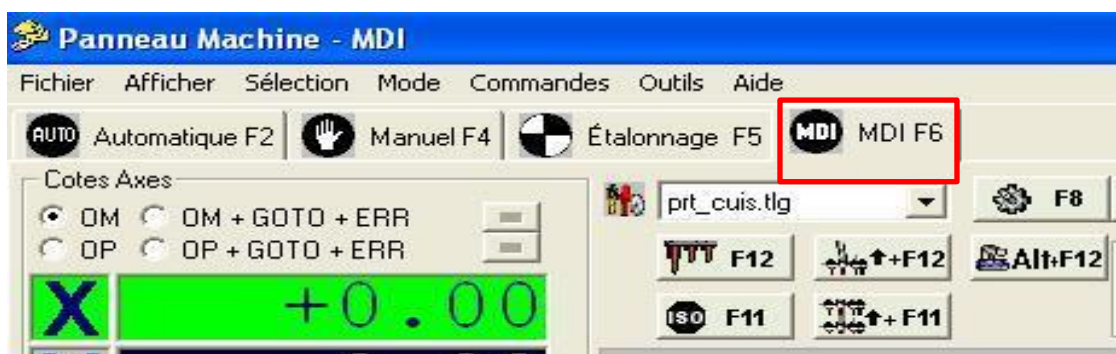 Panneau Machine - MDI
Fichier Afficher Sélection Mode Commandes Outils Aide
AUTO Automatique F2 Manuel F4 Étalonnage F5 MDI MDI F6
Cotes Axes
OM OM + GOTO + ERR
OP OP + GOTO + ERR
X +0.00
prt_cuis.tlg F8
F12 +F12 Alt+F12
ISO F11 + F11